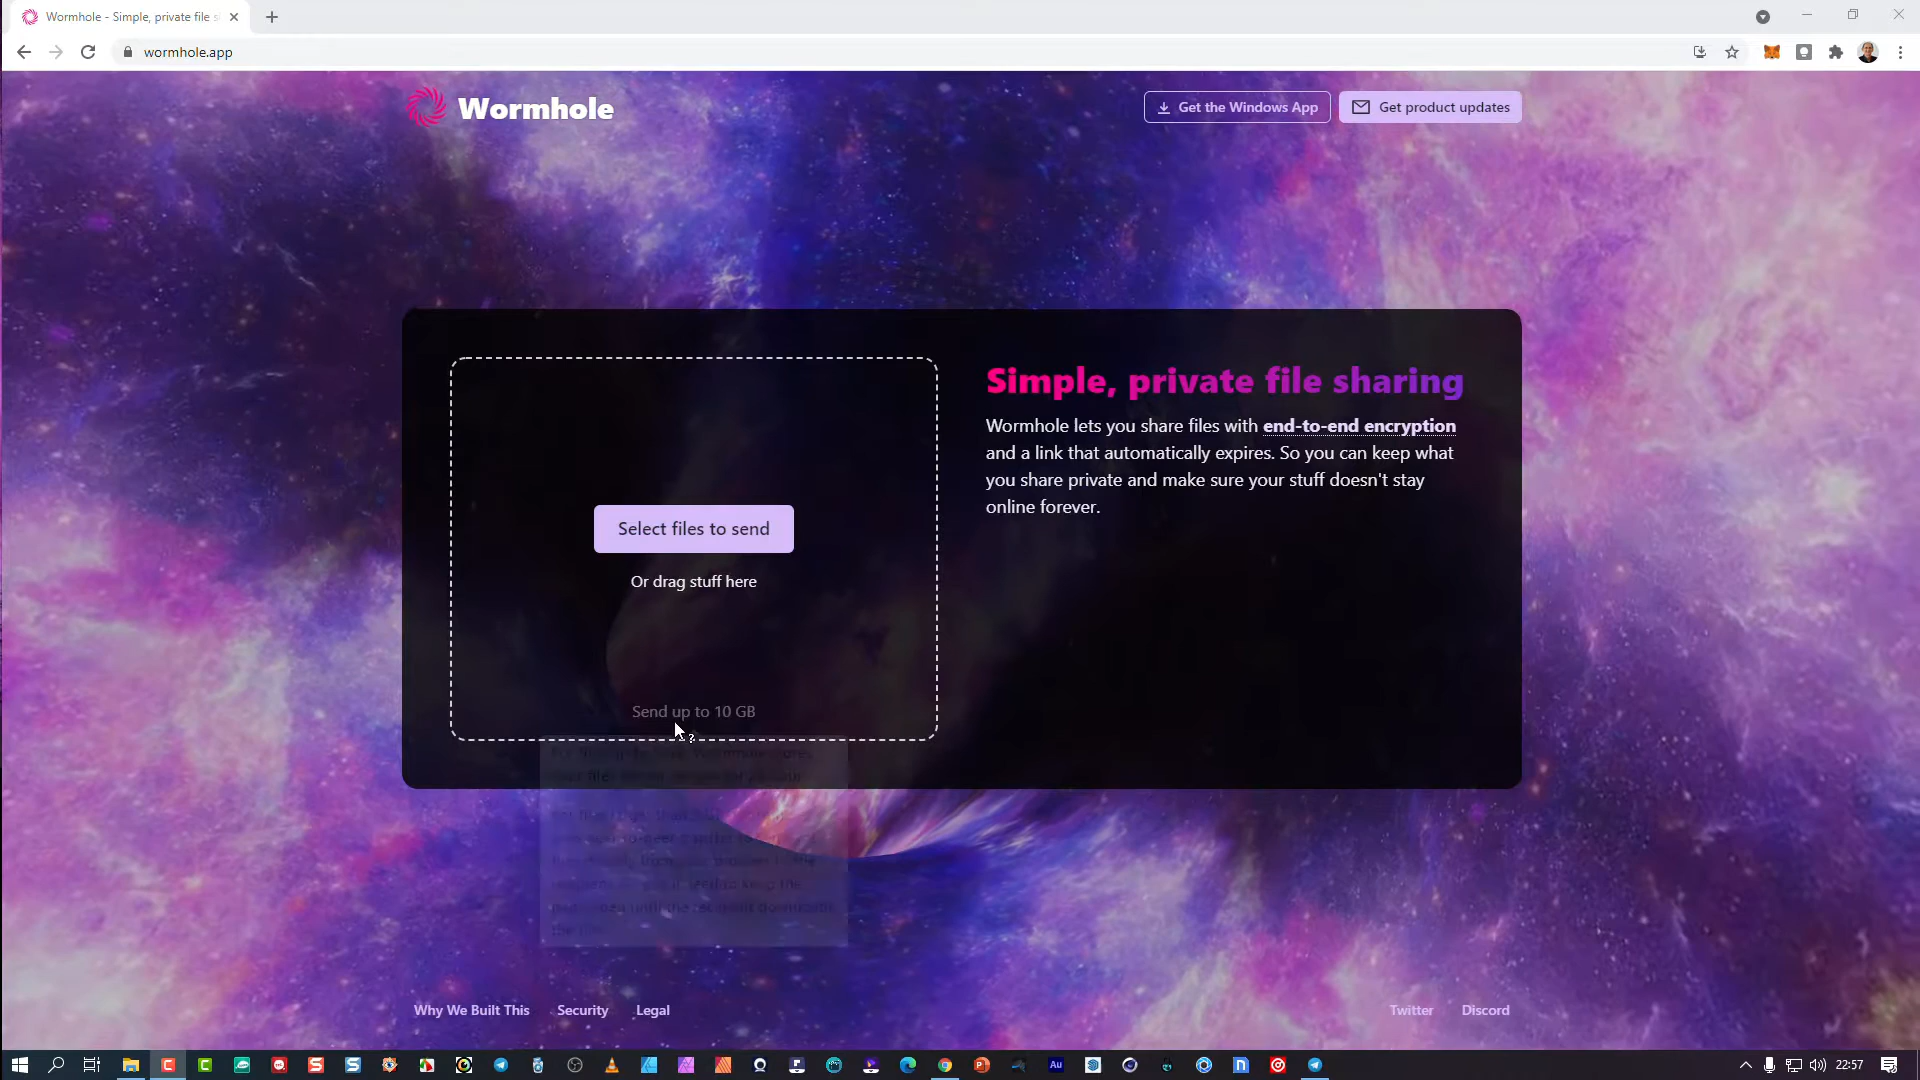 Wormhole - Simple, private file s
wormhole.app
Wormhole
Get the Windows App
Get product updates
Simple, private file sharing
Wormhole lets you share files with end-to-end encryption
and a link that automatically expires. So you can keep what
you share private and make sure your stuff doesn't stay
online forever.
Select files to send
Or drag stuff here
Send up to 10 GB
Why We Built This
Security
Legal
Twitter
Discord
22:57